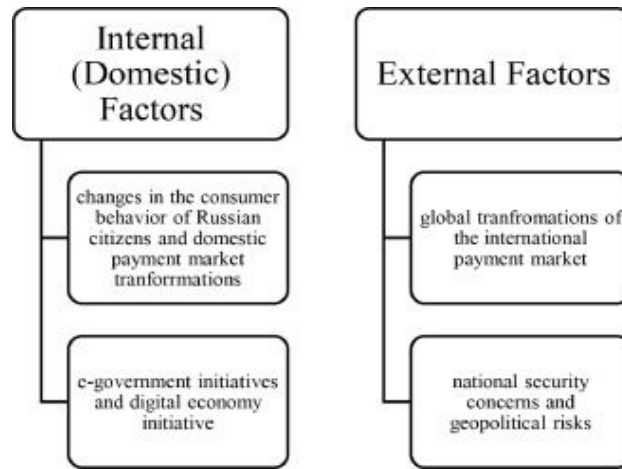 Internal
(Domestic)
Factors
changes in the consumer
behavior of Russian
citizens and domestic
payment market
tranforrmations
e-government initiatives
and digital economy
initiative
External Factors
global tranfromations of
the international
payment market
national security
concerns and
geopolitical risks